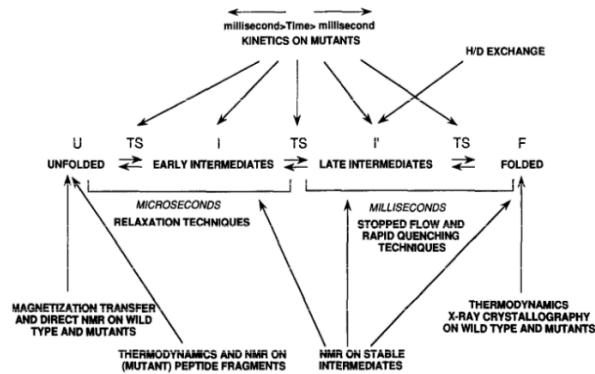 millisecond>Time> millisecond
KINETICS ON MUTANTS
H/D EXCHANGE
U TS I TS I' TS F
UNFOLDED EARLY INTERMEDIATES LATE INTERMEDIATES FOLDED
MICROSECONDS
RELAXATION TECHNIQUES
MILLISECONDS
STOPPED FLOW AND
RAPID QUENCHING
TECHNIQUES
MAGNETIZATION TRANSFER
AND DIRECT NMR ON WILD
TYPE AND MUTANTS
THERMODYNAMICS
X-RAY CRYSTALLOGRAPHY
ON WILD TYPE AND MUTANTS
THERMODYNAMICS AND NMR ON
(MUTANT) PEPTIDE FRAGMENTS
NMR ON STABLE
INTERMEDIATES